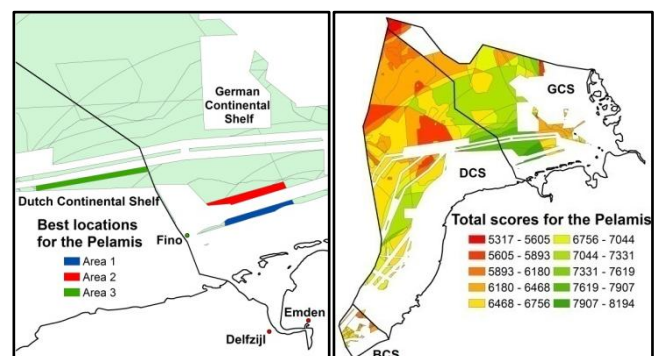 German
Continental
Shelf
Dutch Continental Shelf
Best locations
for the Pelamis
Area 1
Area 2
Area 3
Fino
Emden
Delfzijl
GCS
DCS
BCS
Total scores for the Pelamis
5317 - 5605
5605 - 5893
5893 - 6180
6180 - 6468
6468 - 6756
6756 - 7044
7044 - 7331
7331 - 7619
7619 - 7907
7907 - 8194